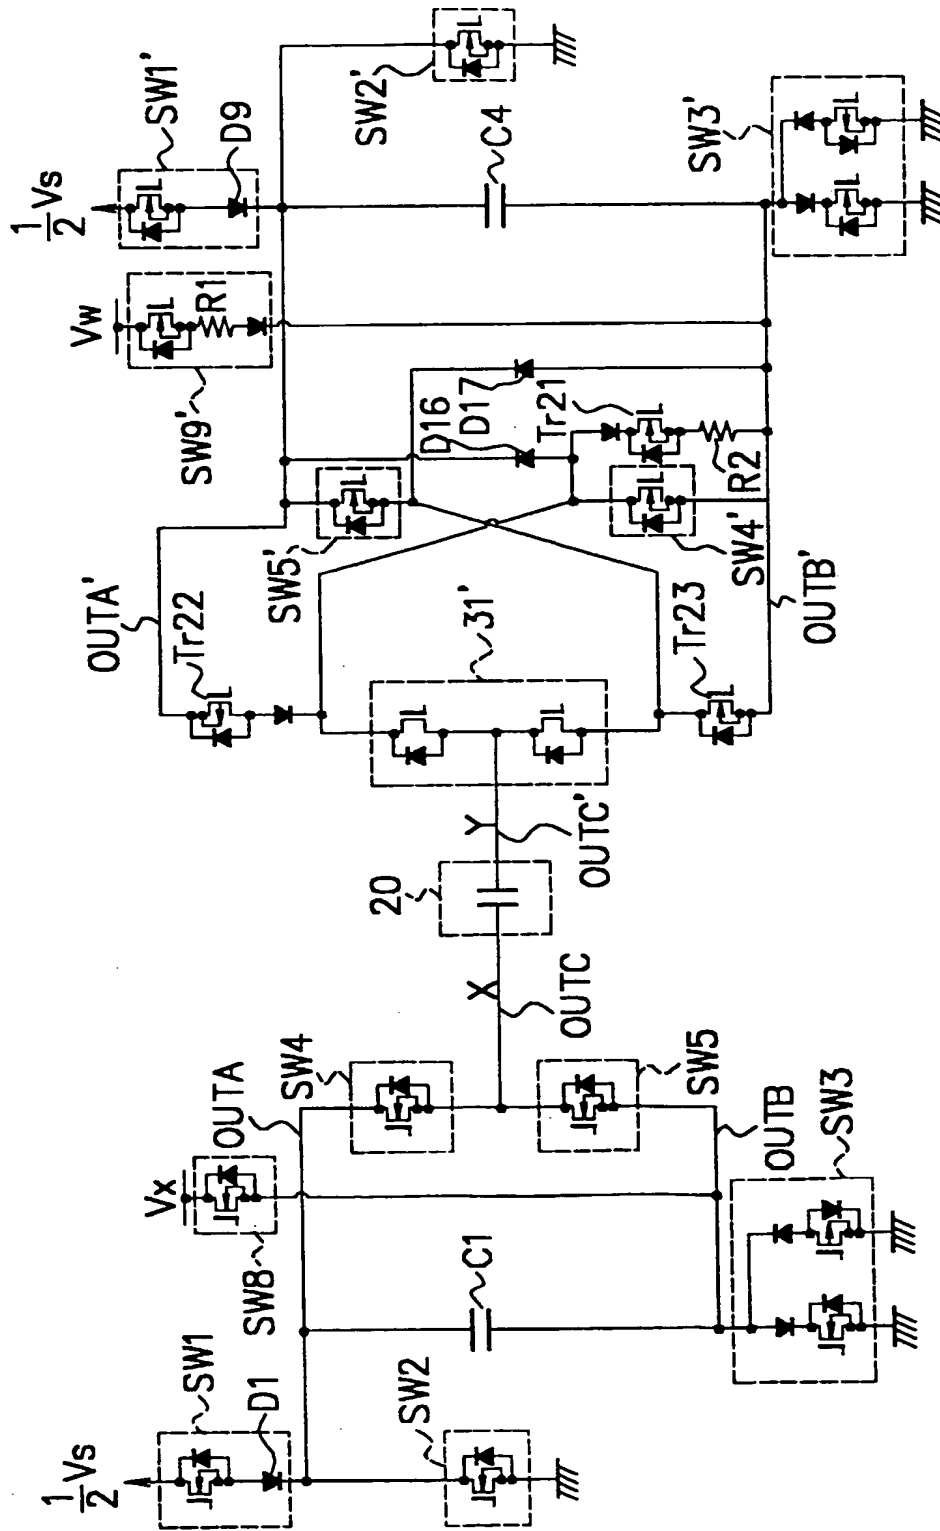 1/2 Vs
SW1
D1
SW2
C1
Vx
SW8
OUTA
SW4
SW5
OUTB
SW3
X
OUTC
20
Y
OUTC'
31'
OUTA'
Tr22
Tr23
OUTB'
SW5'
SW4'
D16
D17
Tr21
R2
Vw
SW9'
R1
1/2 Vs
SW1'
D9
SW2'
C4
SW3'